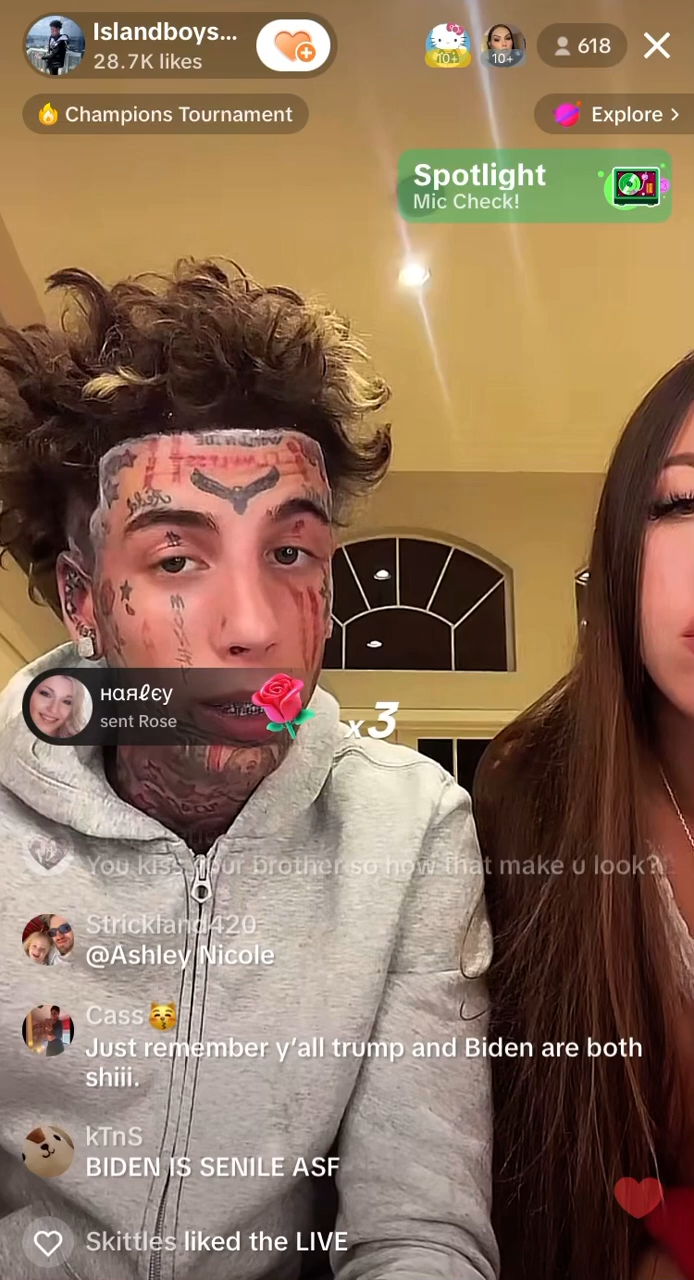 Islandboys...
28.7K likes
10+
10+
618
Champions Tournament
Explore >
Spotlight
Mic Check!
нαяℓєу
sent Rose
x3
You kiss your brother so how that make u look?
Strickland420
@Ashley Nicole
Cass😽
Just remember y'all trump and Biden are both
shiii.
kTnS
BIDEN IS SENILE ASF
Skittles liked the LIVE